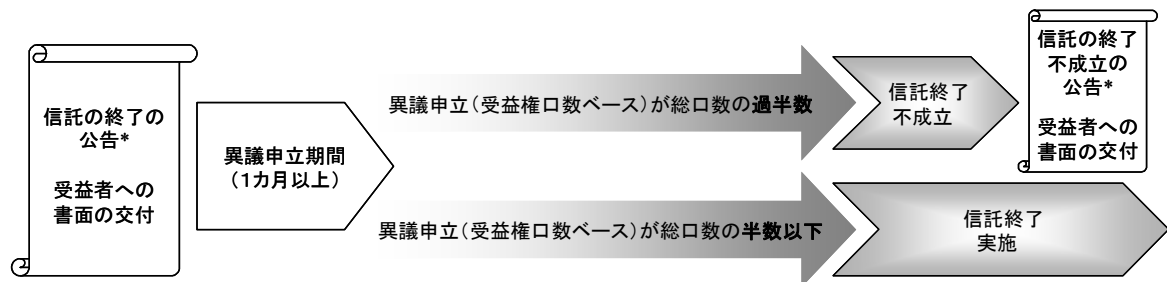 信託の終了の
公告*
受益者への
書面の交付
異議申立期間
（1カ月以上）
異議申立（受益権口数ベース）が総口数の過半数
信託終了
不成立
信託の終了
不成立の
公告*
受益者への
書面の交付
異議申立（受益権口数ベース）が総口数の半数以下
信託終了
実施